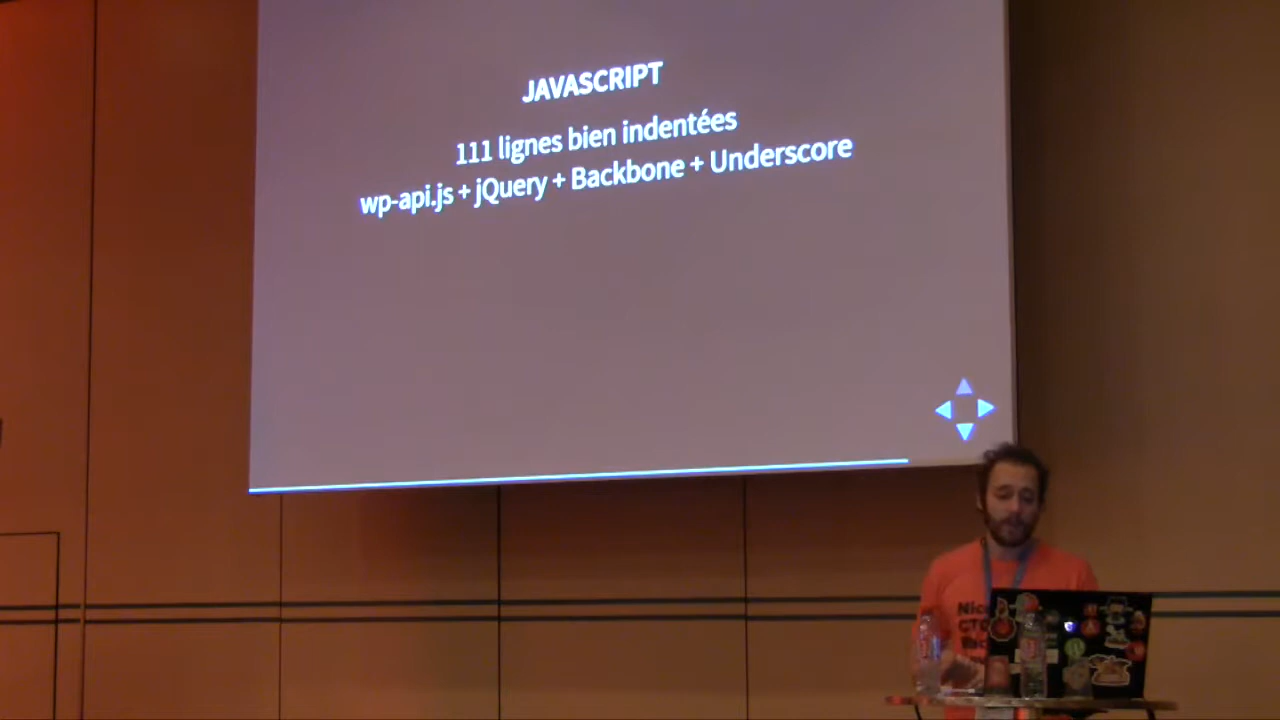 JAVASCRIPT
111 lignes bien indentées
wp-api.js + jQuery + Backbone + Underscore